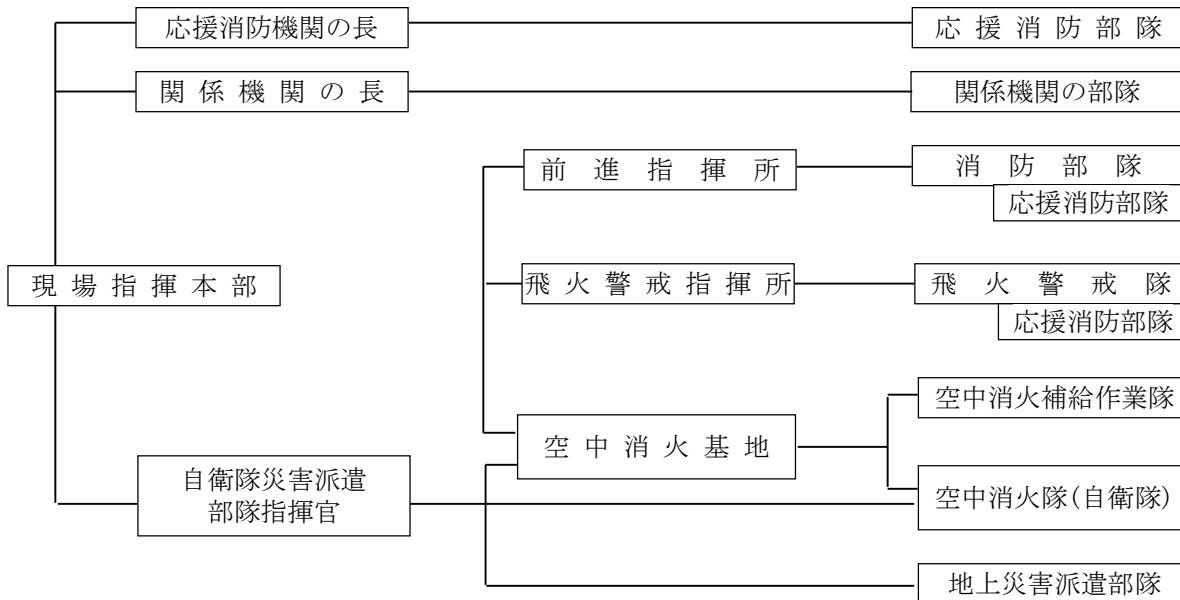 応援消防機関の長
応援消防部隊
関係機関の長
関係機関の部隊
前進指揮所
消防部隊
応援消防部隊
現場指揮本部
飛火警戒指揮所
飛火警戒隊
応援消防部隊
空中消火補給作業隊
空中消火基地
自衛隊災害派遣
部隊指揮官
空中消火隊(自衛隊)
地上災害派遣部隊